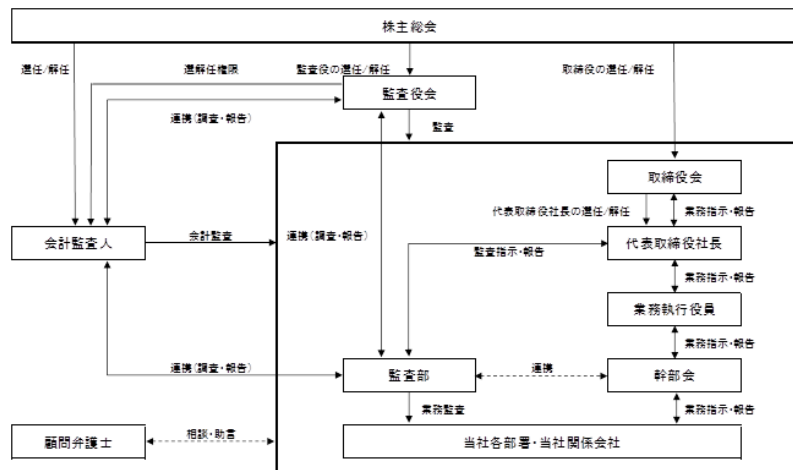 株主総会
選任/解任
選解任権限
監査役の選任/解任
取締役の選任/解任
監査役会
連携(調査・報告)
監査
取締役会
代表取締役社長の選任/解任
業務指示・報告
会計監査人
会計監査
連携(調査・報告)
監査指示・報告
代表取締役社長
業務指示・報告
業務執行役員
業務指示・報告
連携(調査・報告)
監査部
連携
幹部会
業務監査
業務指示・報告
顧問弁護士
相談・助言
当社各部署・当社関係会社